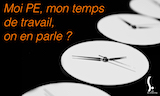 Moi PE, mon temps
de travail,
on en parle ?